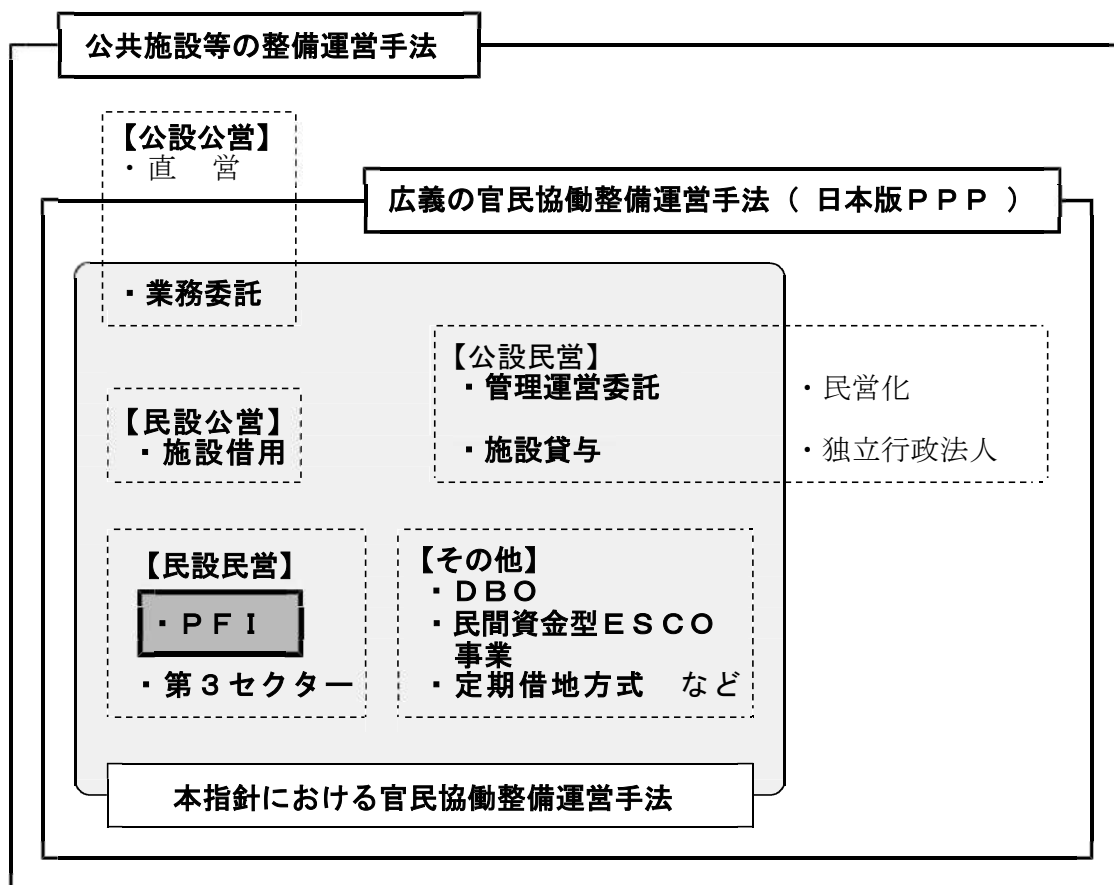 公共施設等の整備運営手法
【公設公営】
・直　営
広義の官民協働整備運営手法（ 日本版ＰＰＰ ）
・業務委託
【公設民営】
・管理運営委託
・民営化
【民設公営】
・施設借用
・施設貸与
・独立行政法人
【民設民営】
・ＰＦＩ
・第３セクター
【その他】
・ＤＢＯ
・民間資金型ＥＳＣＯ
事業
・定期借地方式　など
本指針における官民協働整備運営手法